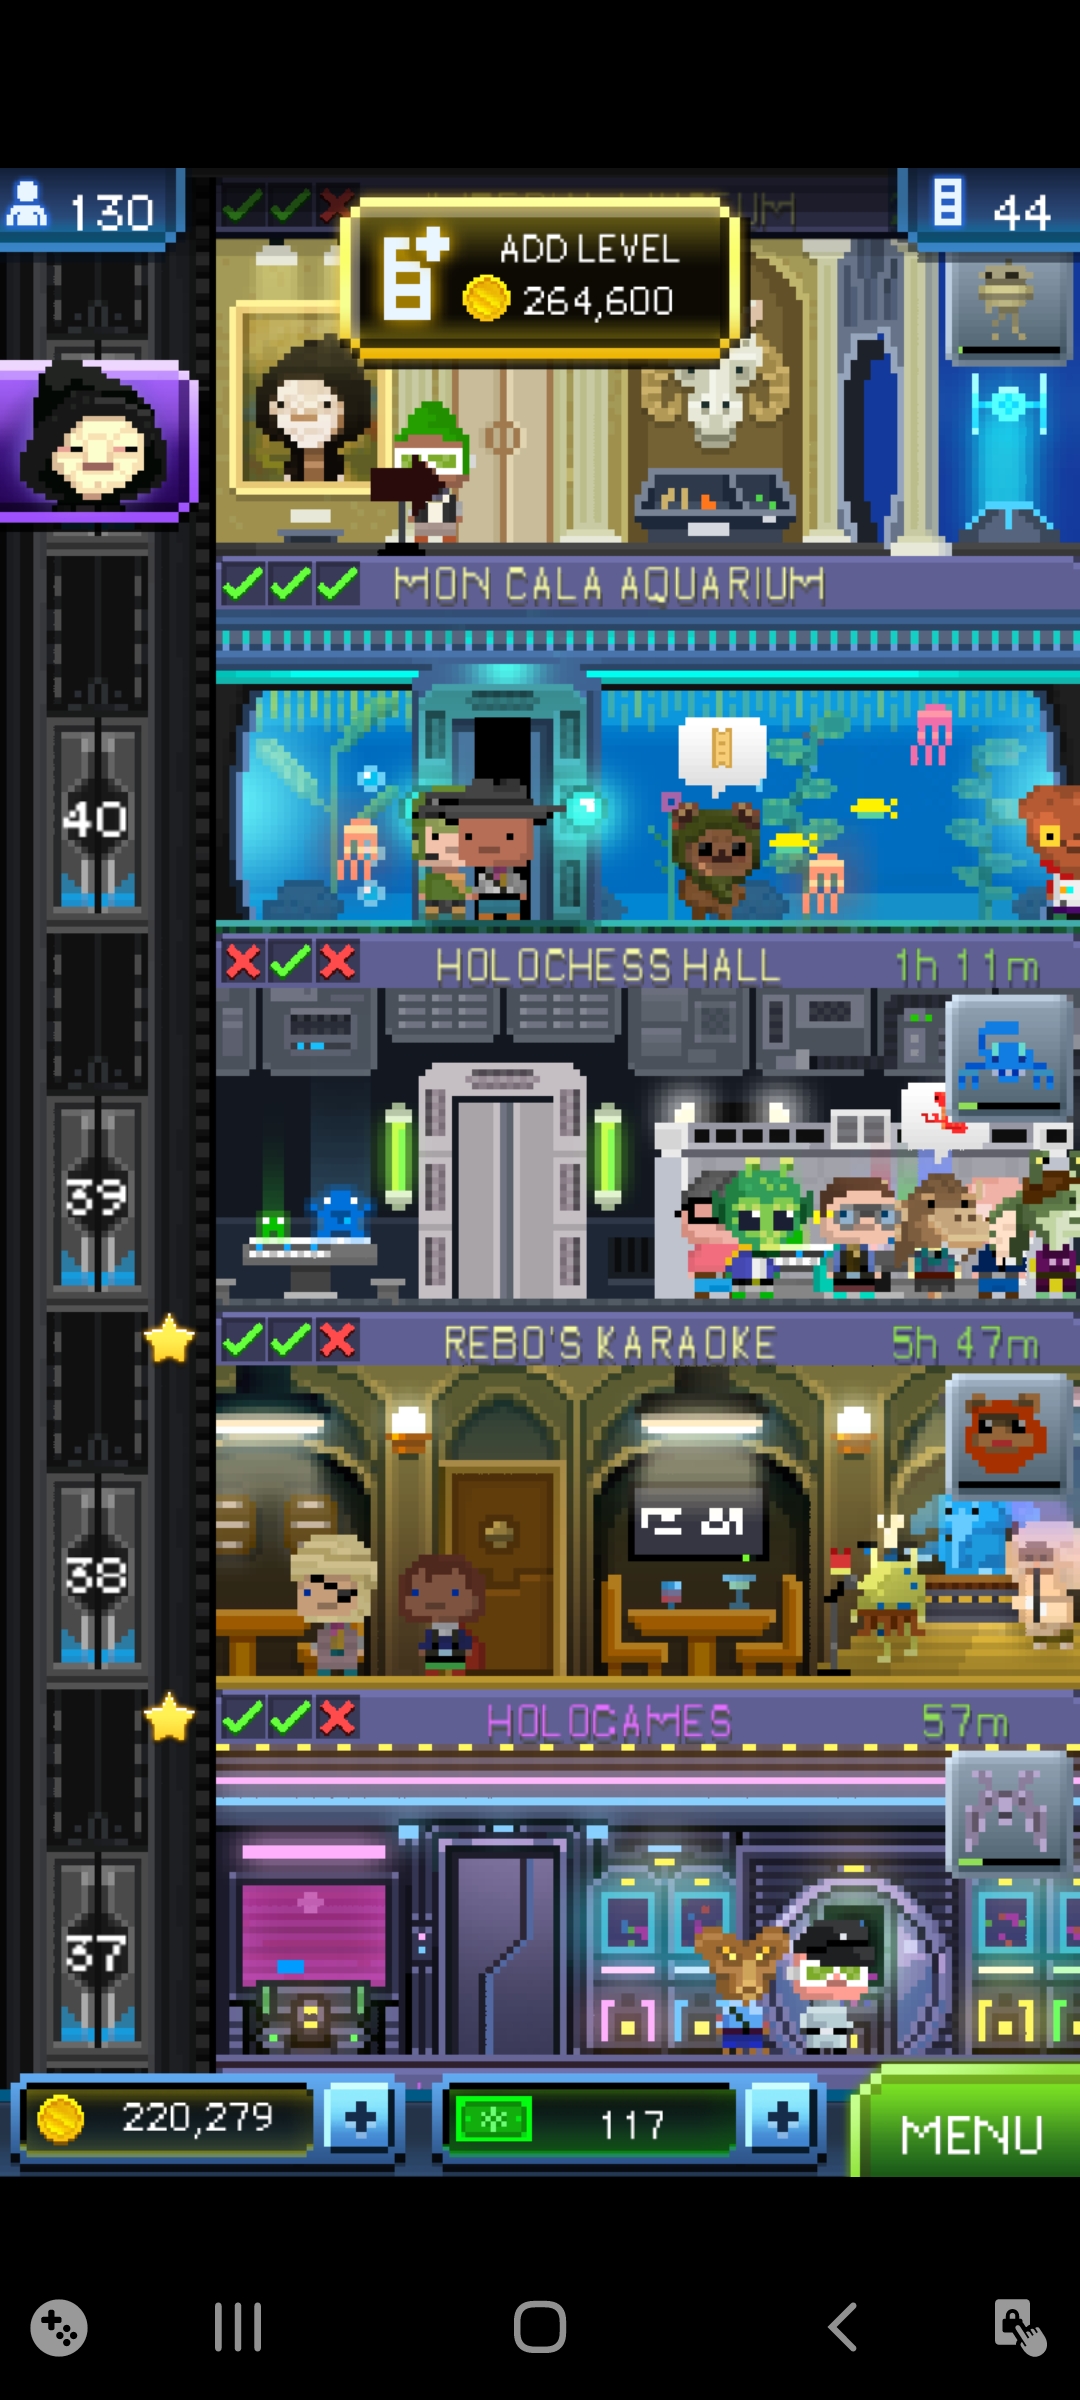 130
44
ADD LEVEL
264,600
MON CALA AQUARIUM
40
HOLOCHESS HALL 1h 11m
39
REBO'S KARAOKE 5h 47m
38
HOLOGAMES 57m
37
220,279
117
MENU